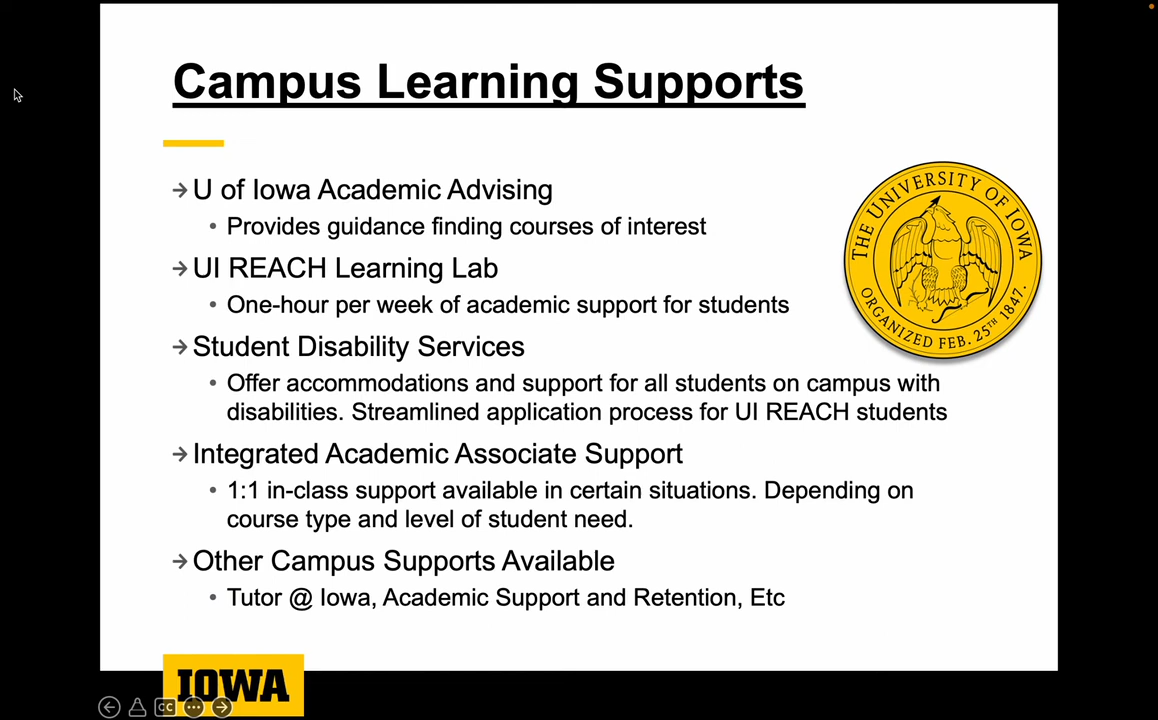 Campus Learning Supports
→U of Iowa Academic Advising
• Provides guidance finding courses of interest
→UI REACH Learning Lab
• One-hour per week of academic support for students
→Student Disability Services
• Offer accommodations and support for all students on campus with
disabilities. Streamlined application process for UI REACH students
→Integrated Academic Associate Support
• 1:1 in-class support available in certain situations. Depending on
course type and level of student need.
→Other Campus Supports Available
• Tutor @ Iowa, Academic Support and Retention, Etc
THE UNIVERSITY OF IOWA
ORGANIZED FEB. 25TH 1847.
IOWA
CC